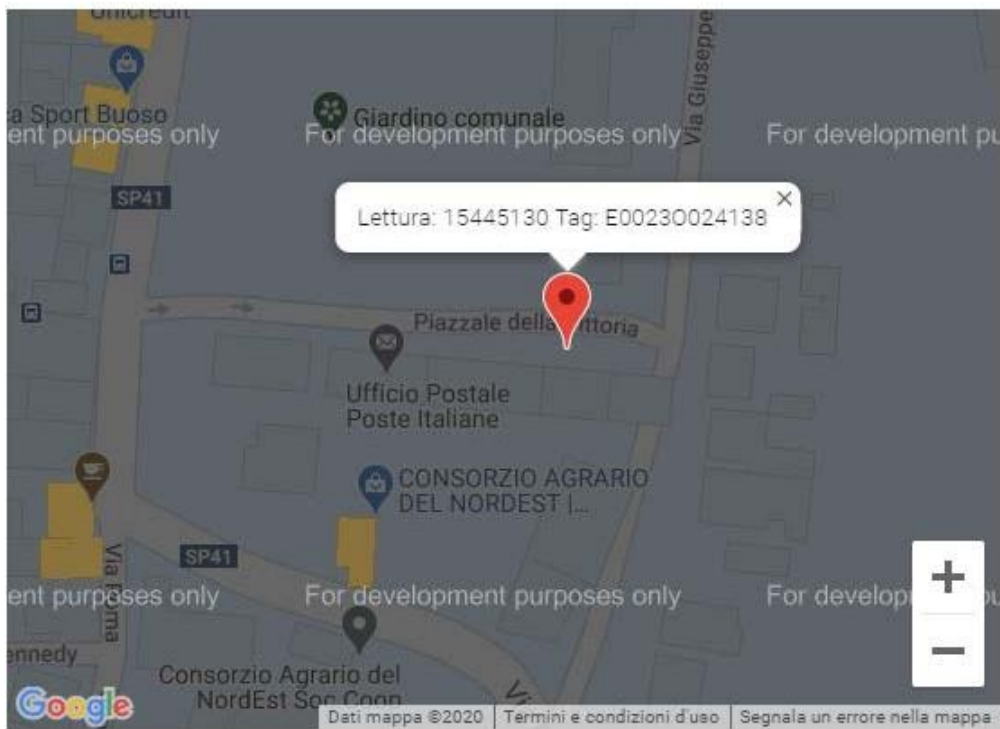 Unicredit
a Sport Buoso
Giardino comunale
Via Giuseppe
ent purposes only
For development purposes only
For development pu
SP41
Lettura: 15445130 Tag: E0023O024138
×
Piazzale della ittoria
Ufficio Postale
Poste Italiane
CONSORZIO AGRARIO
DEL NORDEST |...
SP41
Via Roma
ent purposes only
For development purposes only
For develop
ennedy
Consorzio Agrario del
NordEst Soc Coop
Vi
+
−
Google
Dati mappa ©2020
Termini e condizioni d'uso
Segnala un errore nella mappa